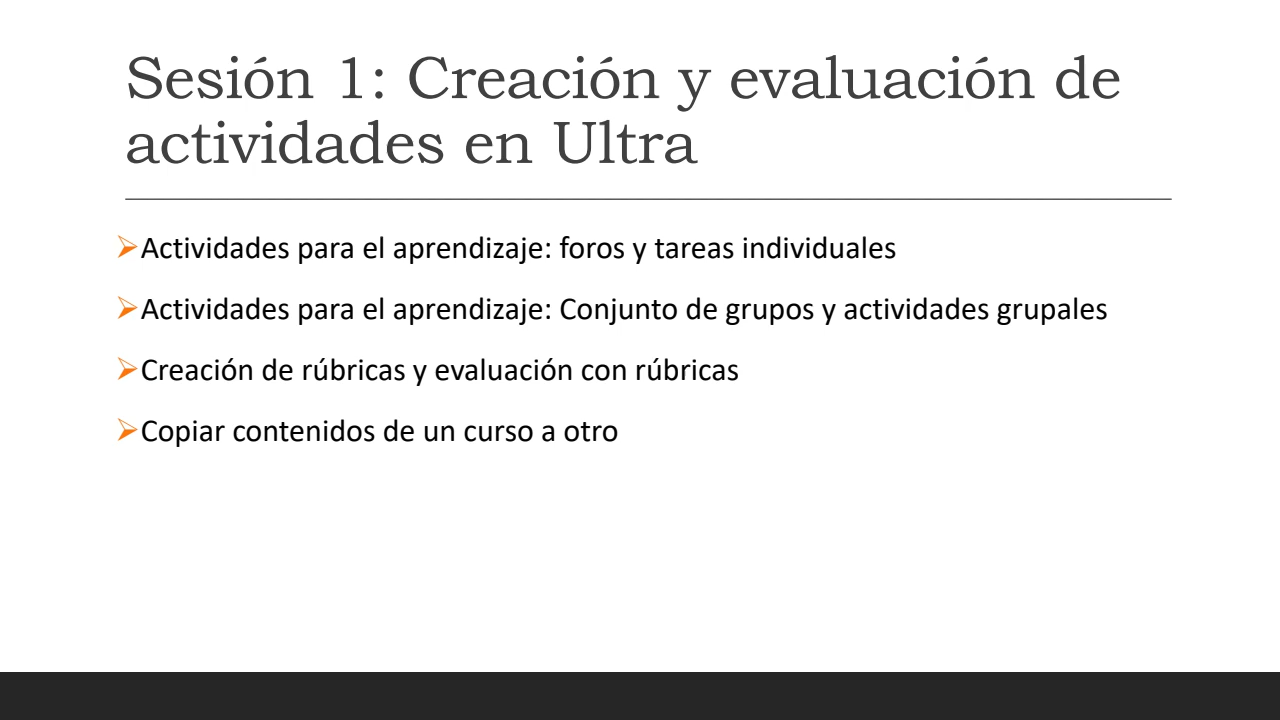 Sesión 1: Creación y evaluación de
actividades en Ultra
Actividades para el aprendizaje: foros y tareas individuales
Actividades para el aprendizaje: Conjunto de grupos y actividades grupales
Creación de rúbricas y evaluación con rúbricas
Copiar contenidos de un curso a otro